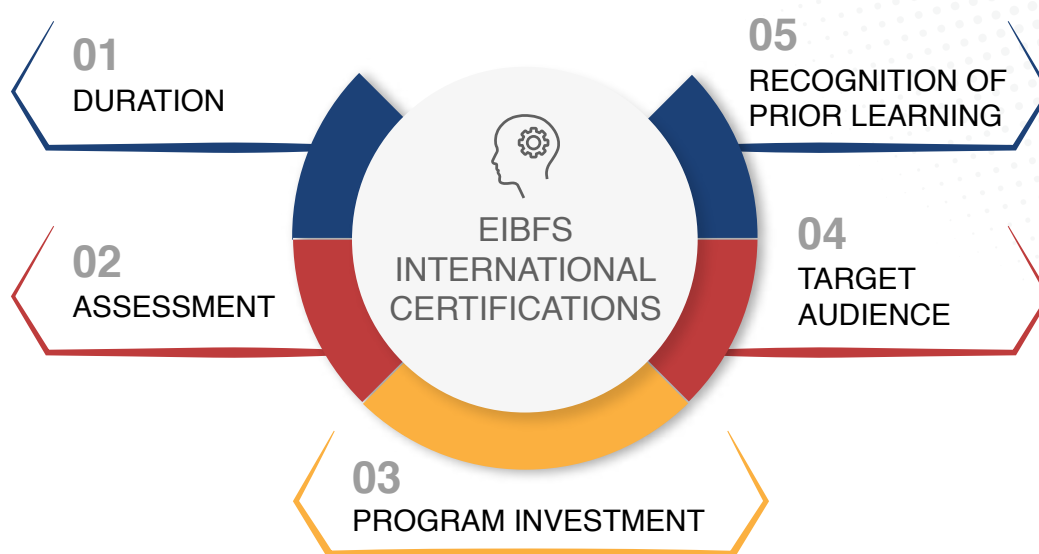 01
DURATION
02
ASSESSMENT
03
PROGRAM INVESTMENT
04
TARGET
AUDIENCE
05
RECOGNITION OF
PRIOR LEARNING
EIBFS
INTERNATIONAL
CERTIFICATIONS